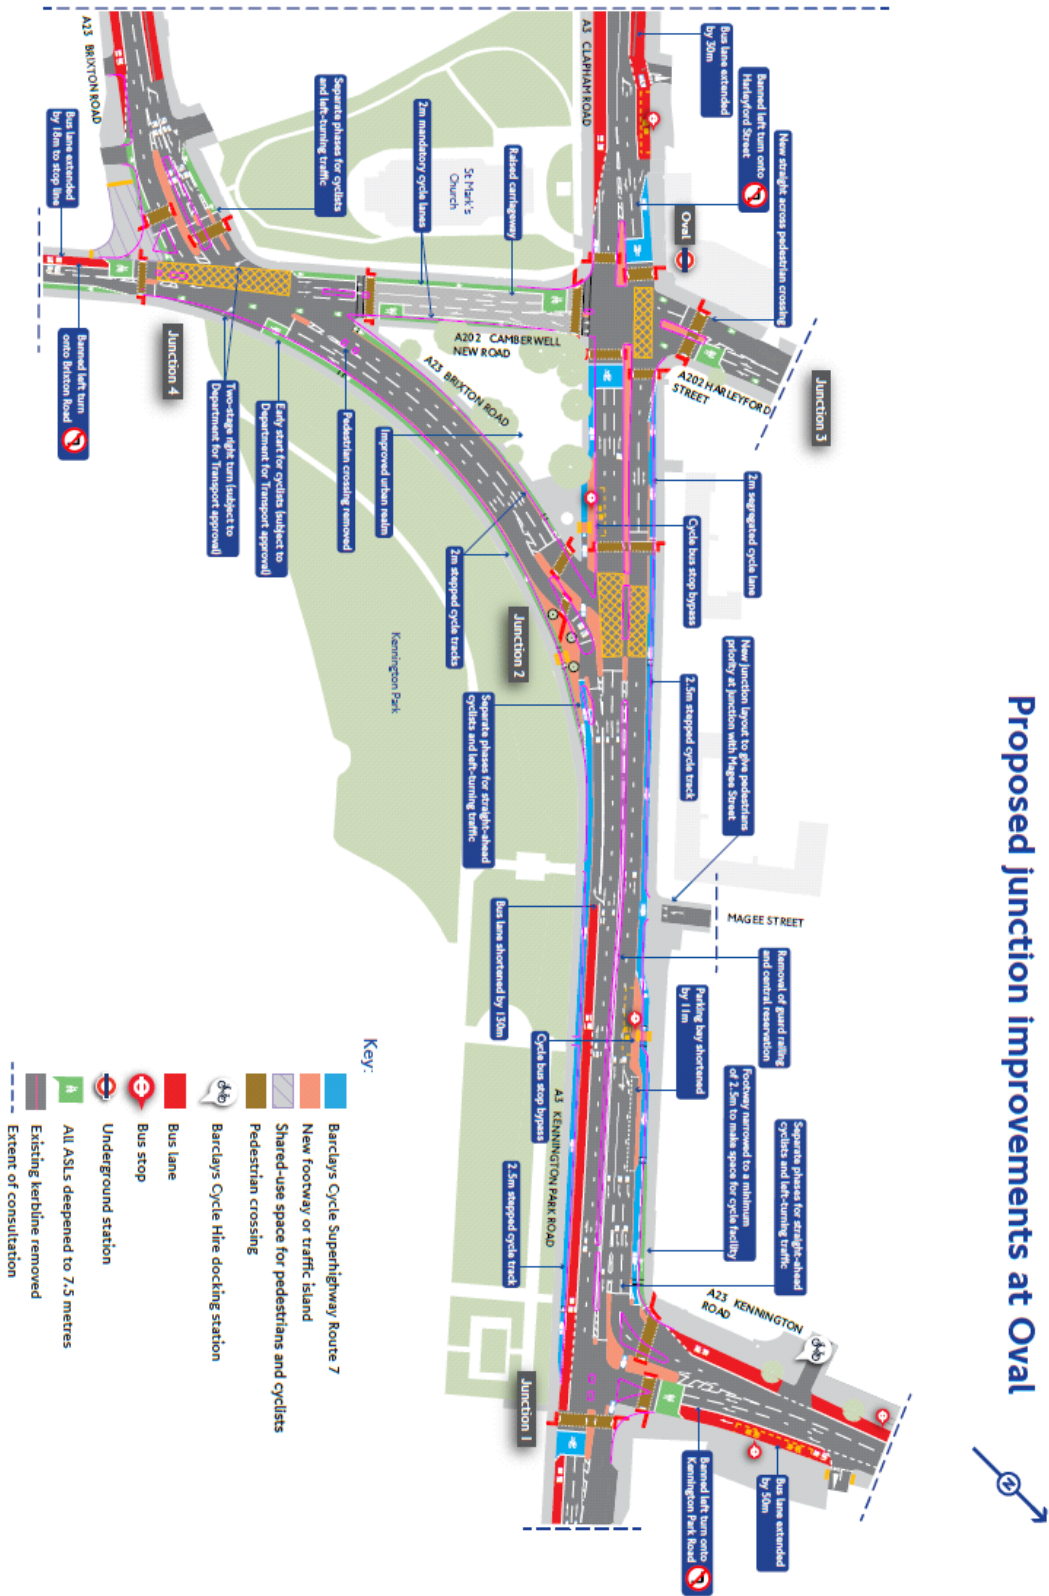 Proposed junction improvements at Oval
N
Bus lane extended
by 30m
Banned left turn onto
Harleyford Street
New straight across pedestrian crossing
Junction 3
A3 CLAPHAM ROAD
Oval
A202 HARLEYFORD
STREET
2m segregated cycle lane
Cycle bus stop bypass
2.5m stepped cycle track
New junction layout to give pedestrians
priority at junction with Magee Street
MAGEE STREET
Removal of guard railing
and central reservation
Parking bay shortened
by 11m
Footway narrowed to a minimum
of 2.5m to make space for cycle facility
Separate phases for straight-ahead
cyclists and left-turning traffic
A23 KENNINGTON
ROAD
Bus lane extended
by 50m
Banned left turn onto
Kennington Park Road
Junction 1
A23 BRIXTON ROAD
Bus lane extended
by 18m to stop line
Separate phases for cyclists
and left-turning traffic
2m mandatory cycle lanes
St Mark's
Church
Raised carriageway
A202 CAMBERWELL
NEW ROAD
A23 BRIXTON ROAD
Banned left turn
onto Brixton Road
Junction 4
Two-stage right turn (subject to
Department for Transport approval)
Early start for cyclists (subject to
Department for Transport approval)
Pedestrian crossing removed
Improved urban realm
2m stepped cycle tracks
Kennington Park
Junction 2
Separate phases for straight-ahead
cyclists and left-turning traffic
Bus lane shortened by 130m
Cycle bus stop bypass
A3 KENNINGTON PARK ROAD
2.5m stepped cycle track
Key:
Barclays Cycle Superhighway Route 7
New footway or traffic island
Shared-use space for pedestrians and cyclists
Pedestrian crossing
Barclays Cycle Hire docking station
Bus lane
Bus stop
Underground station
All ASLs deepened to 7.5 metres
Existing kerbline removed
Extent of consultation